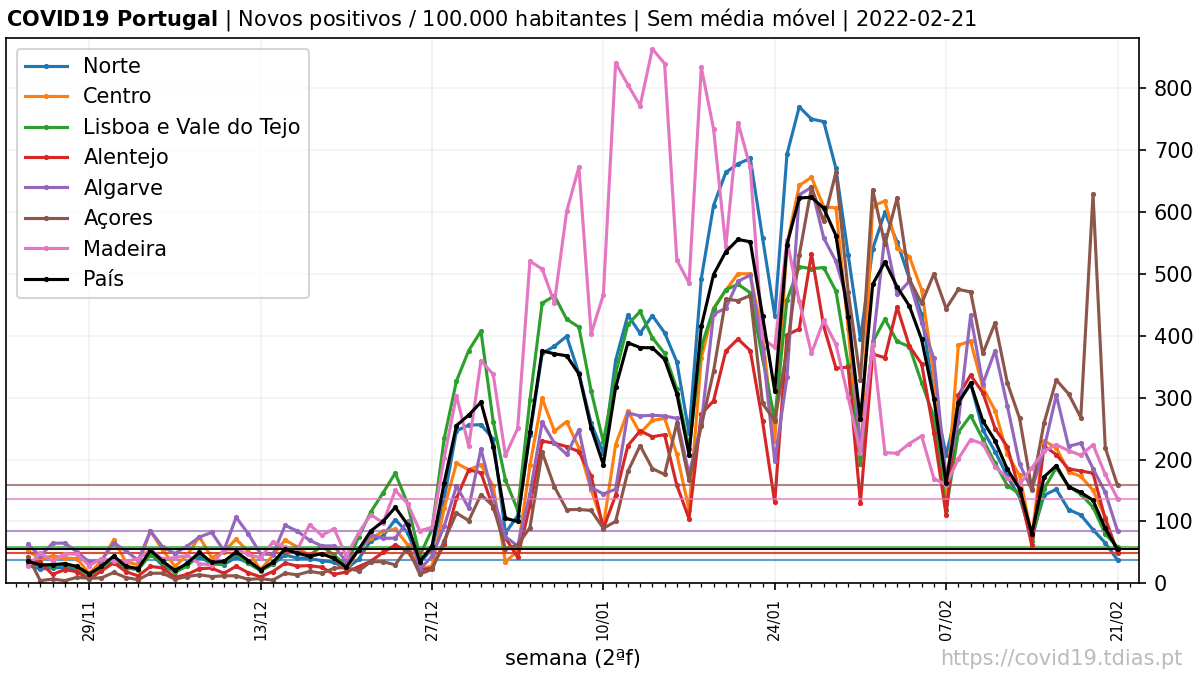 COVID19 Portugal | Novos positivos / 100.000 habitantes | Sem média móvel | 2022-02-21
Norte
Centro
Lisboa e Vale do Tejo
Alentejo
Algarve
Açores
Madeira
País
800
700
600
500
400
300
200
100
0
29/11
13/12
27/12
10/01
24/01
07/02
21/02
semana (2ªf)
https://covid19.tdias.pt